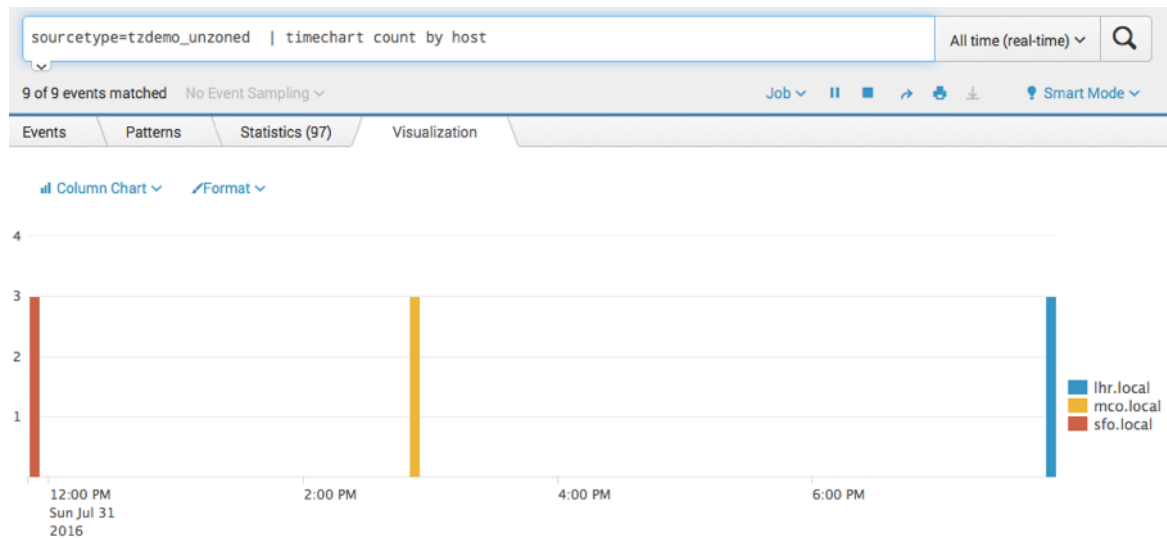 sourcetype=tzdemo_unzoned | timechart count by host
All time (real-time)
9 of 9 events matched No Event Sampling
Job
Smart Mode
Events Patterns Statistics (97) Visualization
Column Chart Format
4
3
2
1
lhr.local
mco.local
sfo.local
12:00 PM 2:00 PM 4:00 PM 6:00 PM
Sun Jul 31
2016